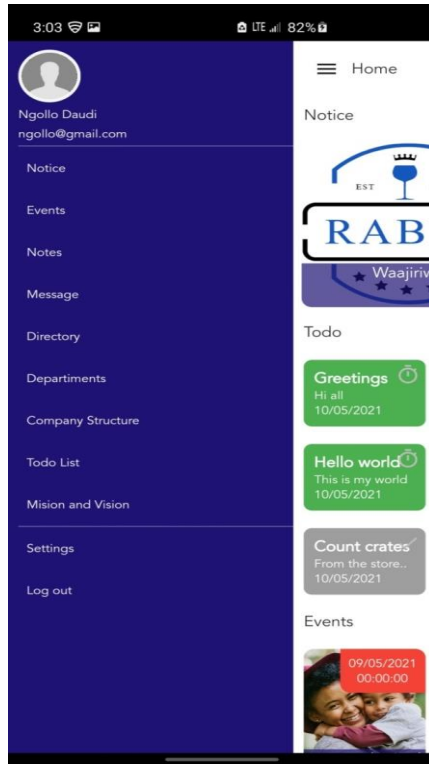 3:03
LTE 82%
Ngollo Daudi
ngollo@gmail.com
Notice
Events
Notes
Message
Directory
Departiments
Company Structure
Todo List
Mision and Vision
Settings
Log out
Home
Notice
EST
RAB
Waajiriw
Todo
Greetings
Hi all
10/05/2021
Hello world
This is my world
10/05/2021
Count crates
From the store..
10/05/2021
Events
09/05/2021
00:00:00